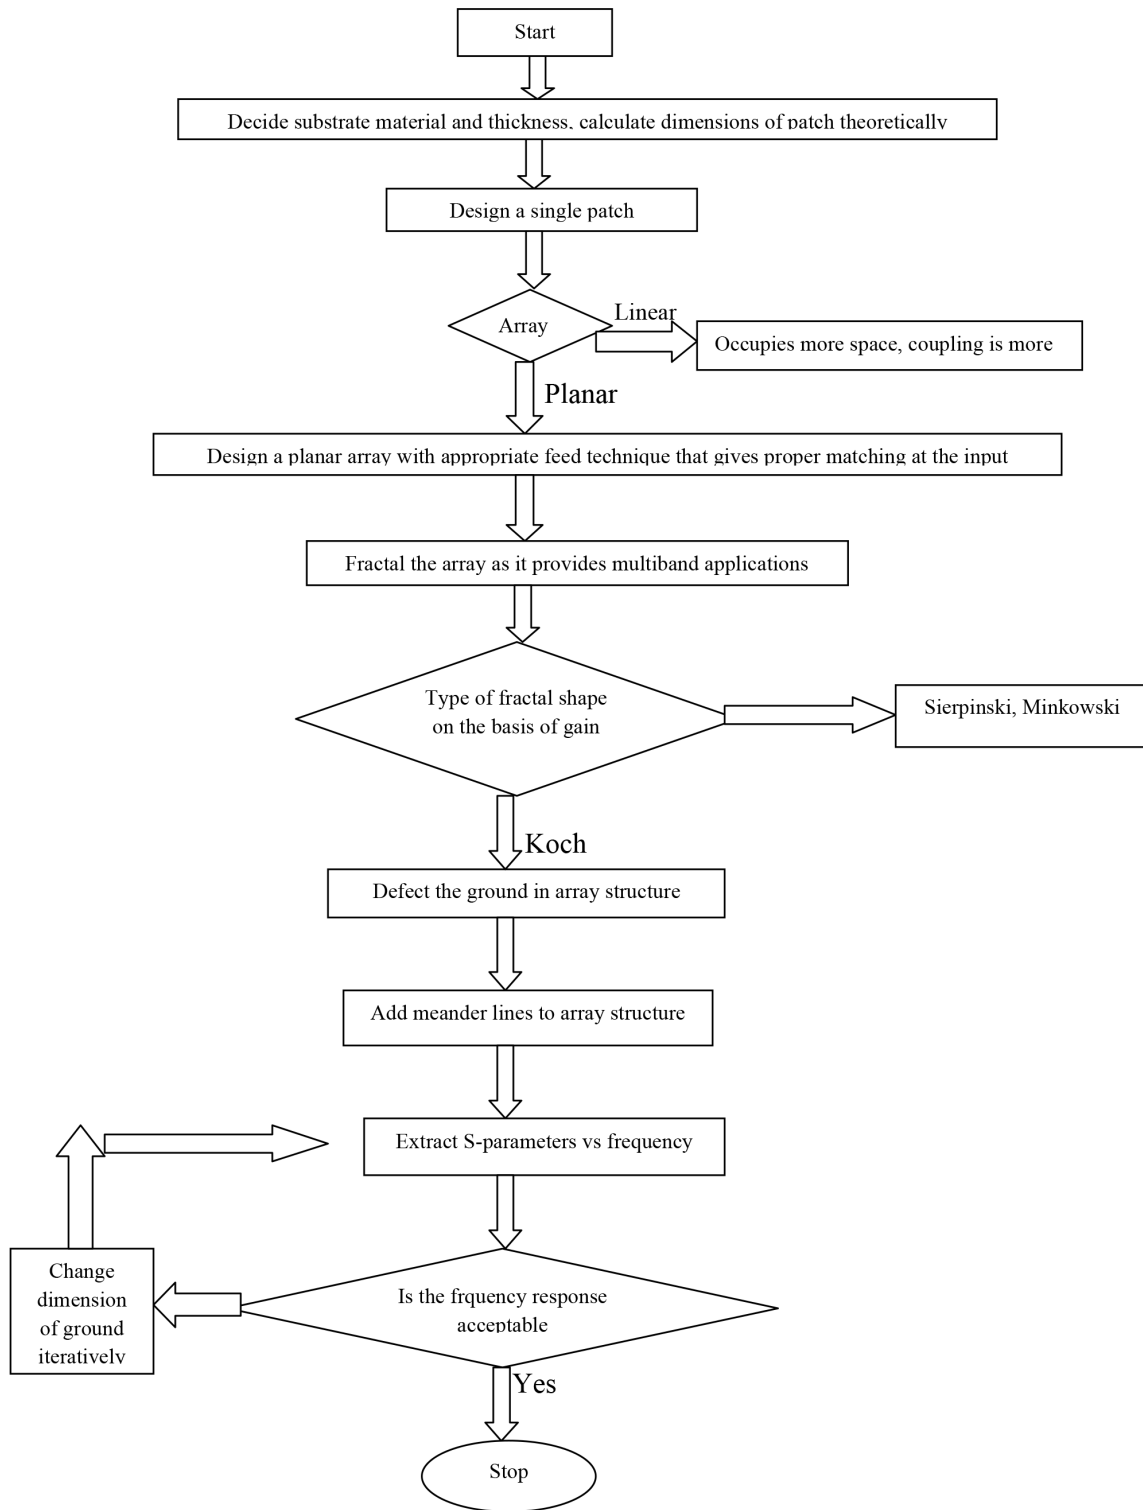 Start
Decide substrate material and thickness, calculate dimensions of patch theoretically
Design a single patch
Array
Linear
Occupies more space, coupling is more
Planar
Design a planar array with appropriate feed technique that gives proper matching at the input
Fractal the array as it provides multiband applications
Type of fractal shape
on the basis of gain
Sierpinski, Minkowski
Koch
Defect the ground in array structure
Add meander lines to array structure
Extract S-parameters vs frequency
Change
dimension
of ground
iteratively
Is the frquency response
acceptable
Yes
Stop